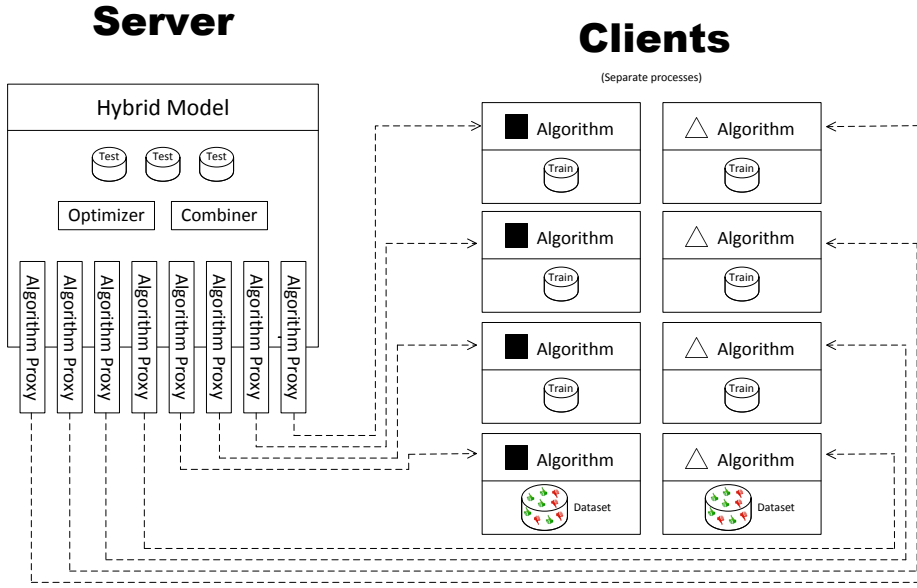 Server
Clients
(Separate processes)
Hybrid Model
Test Test Test
Optimizer Combiner
Algorithm Proxy
Algorithm Proxy
Algorithm Proxy
Algorithm Proxy
Algorithm Proxy
Algorithm Proxy
Algorithm Proxy
Algorithm Proxy
Algorithm Algorithm
Train Train
Algorithm Algorithm
Train Train
Algorithm Algorithm
Train Train
Algorithm Algorithm
Dataset Dataset